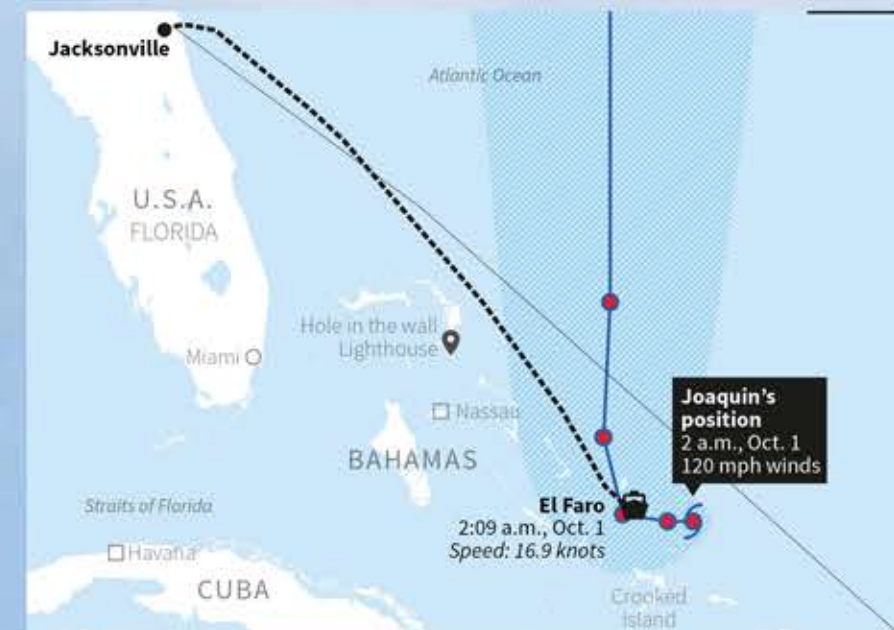 Jacksonville
Atlantic Ocean
U.S.A.
FLORIDA
Hole in the wall
Lighthouse
Miami
Nassau
Joaquin's
position
2 a.m., Oct. 1
120 mph winds
BAHAMAS
El Faro
2:09 a.m., Oct. 1
Speed: 16.9 knots
Straits of Florida
Havana
CUBA
Crooked
Island